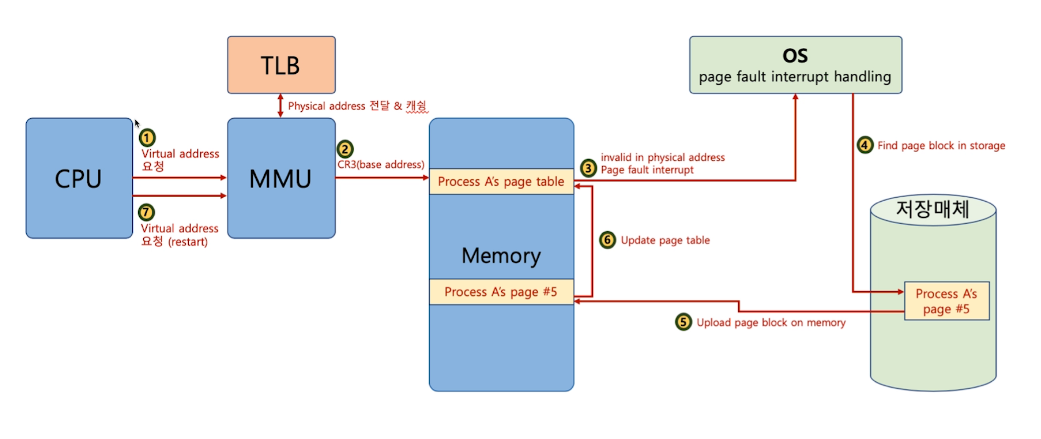 TLB
Physical address 전달 & 캐슁
OS
page fault interrupt handling
CPU
1
Virtual address
요청
7
Virtual address
요청 (restart)
MMU
2
CR3(base address)
Process A's page table
Memory
Process A's page #5
3
invalid in physical address
Page fault interrupt
4
Find page block in storage
6
Update page table
5
Upload page block on memory
저장매체
Process A's
page #5